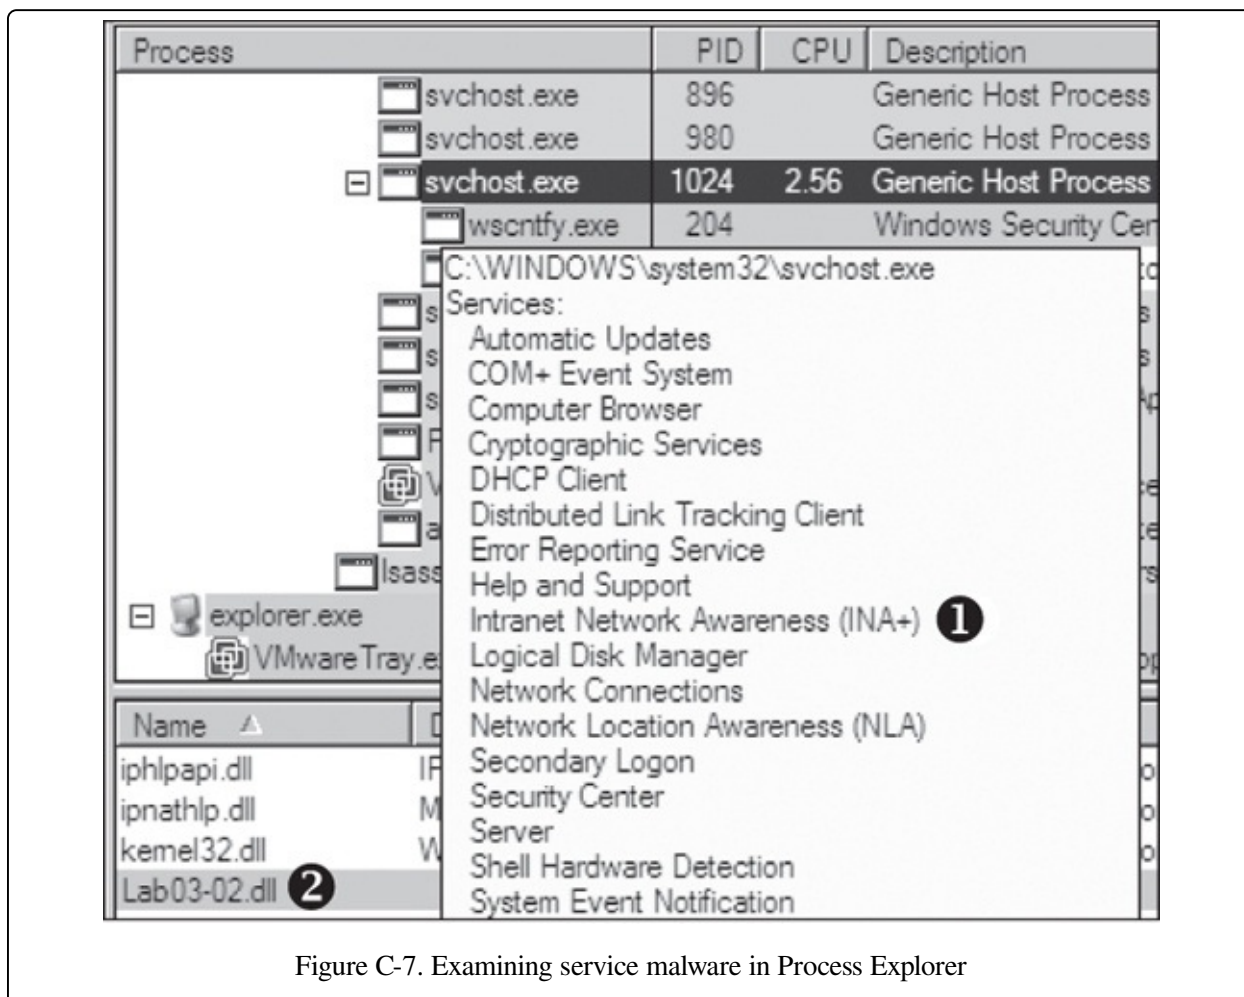 Process PID CPU Description
svchost.exe 896 Generic Host Process
svchost.exe 980 Generic Host Process
svchost.exe 1024 2.56 Generic Host Process
wscntfy.exe 204 Windows Security Cen
C:\WINDOWS\system32\svchost.exe
Services:
Automatic Updates
COM+ Event System
Computer Browser
Cryptographic Services
DHCP Client
Distributed Link Tracking Client
Error Reporting Service
lsass
Help and Support
explorer.exe
Intranet Network Awareness (INA+) 1
VMwareTray.e
Logical Disk Manager
Network Connections
Name
Network Location Awareness (NLA)
iphlpapi.dll
Secondary Logon
ipnathlp.dll
Security Center
kernel32.dll
Server
Lab03-02.dll 2
Shell Hardware Detection
System Event Notification
Figure C-7. Examining service malware in Process Explorer